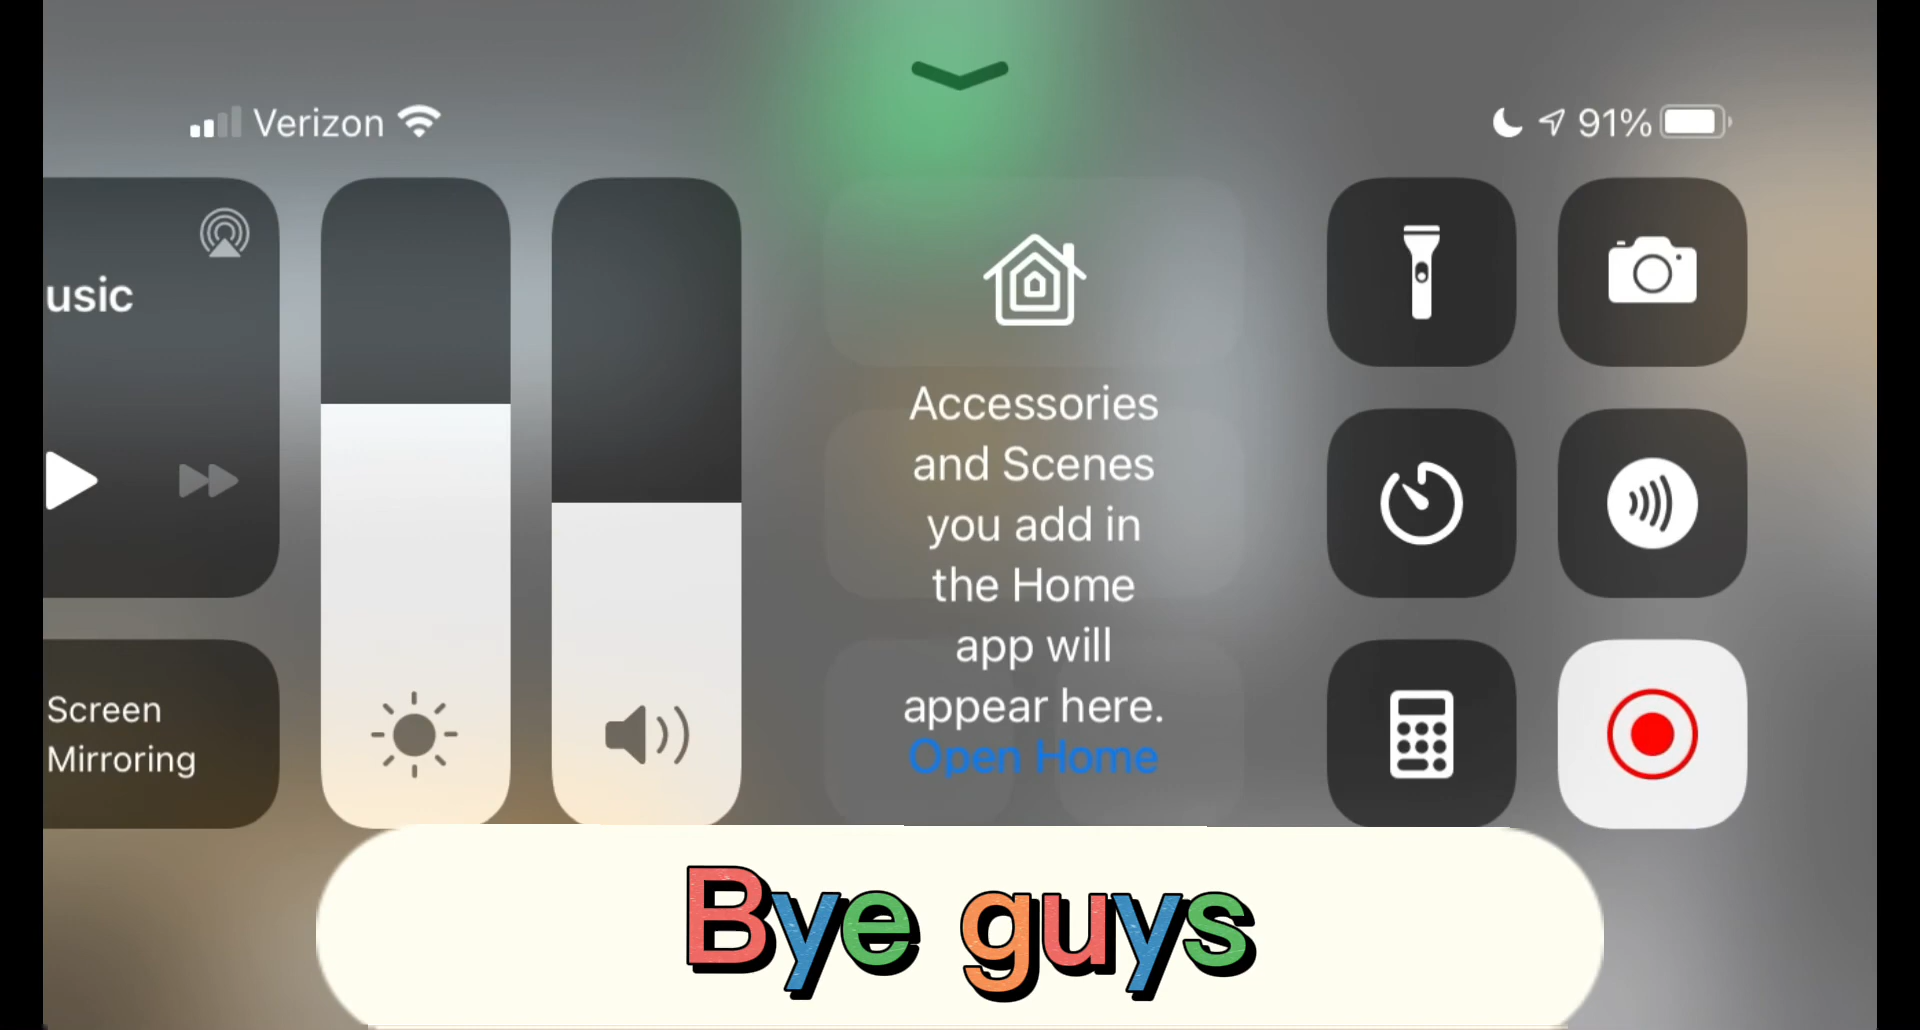 Verizon
91%
usic
Screen
Mirroring
Accessories
and Scenes
you add in
the Home
app will
appear here.
Open Home
Bye guys